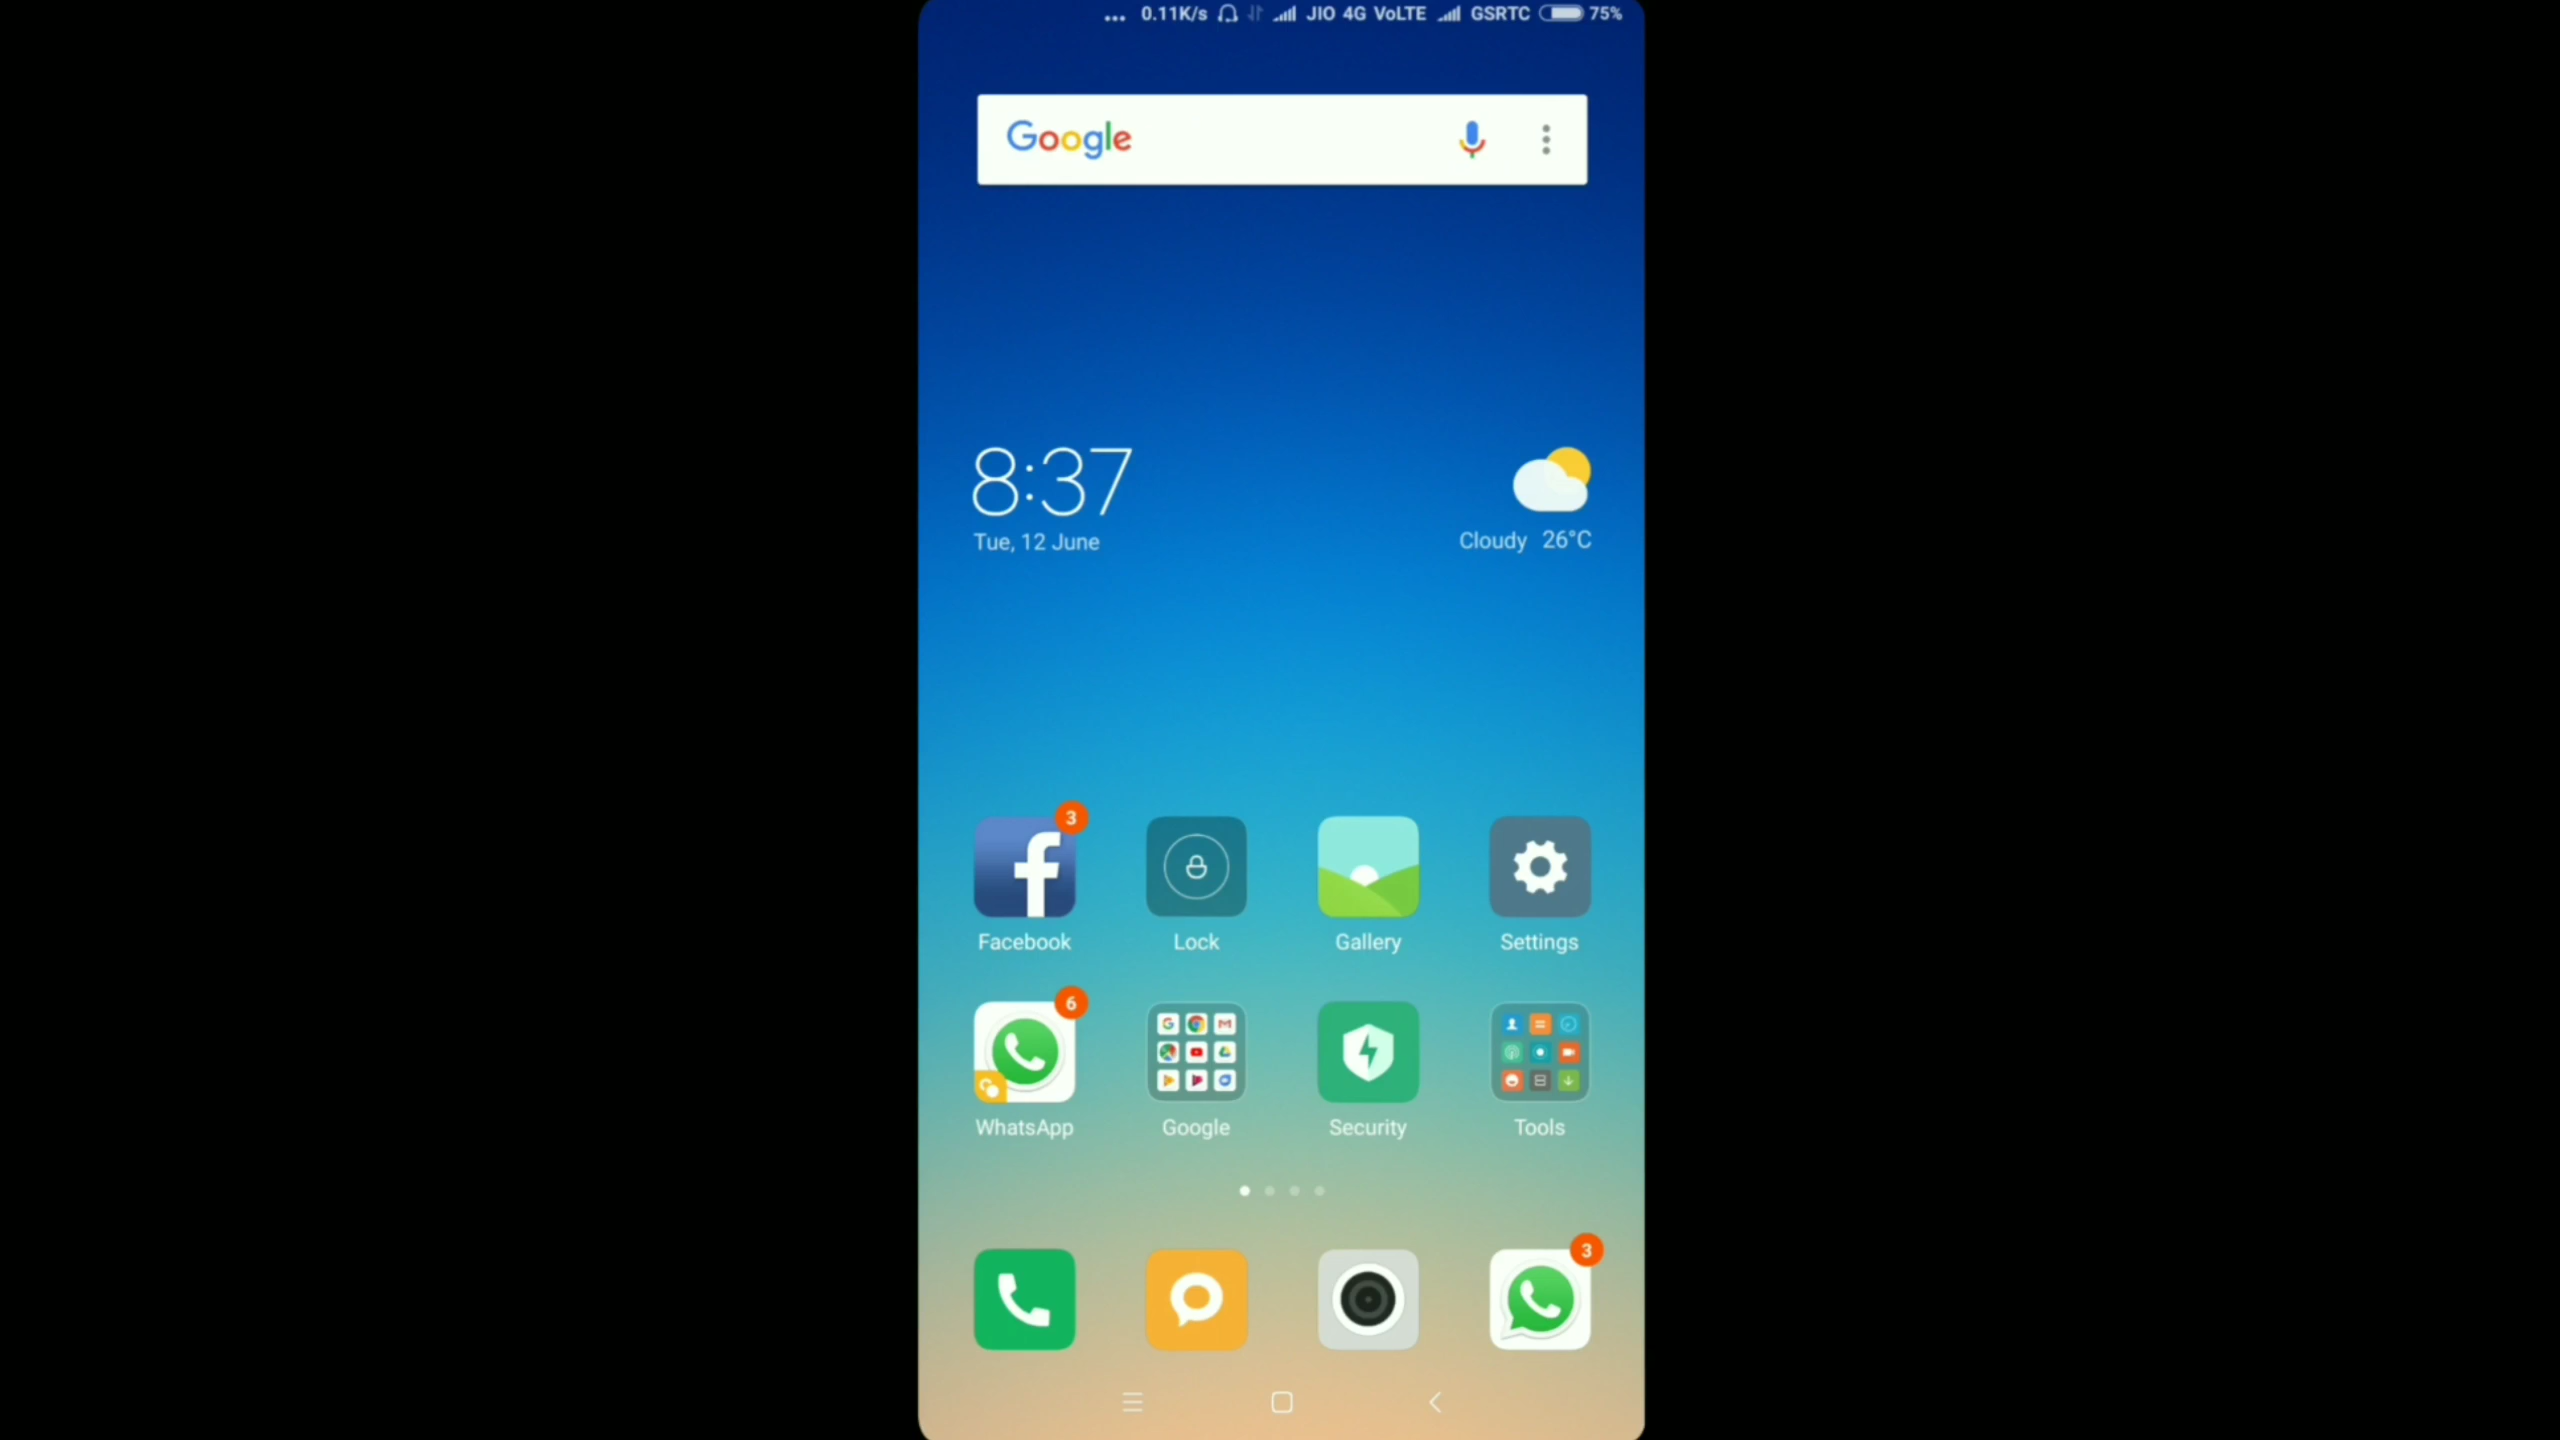 ... 0.11K/s JIO 4G VoLTE GSRTC 75%
Google
8:37
Tue, 12 June
Cloudy 26°C
3
Facebook Lock Gallery Settings
6
WhatsApp Google Security Tools
3